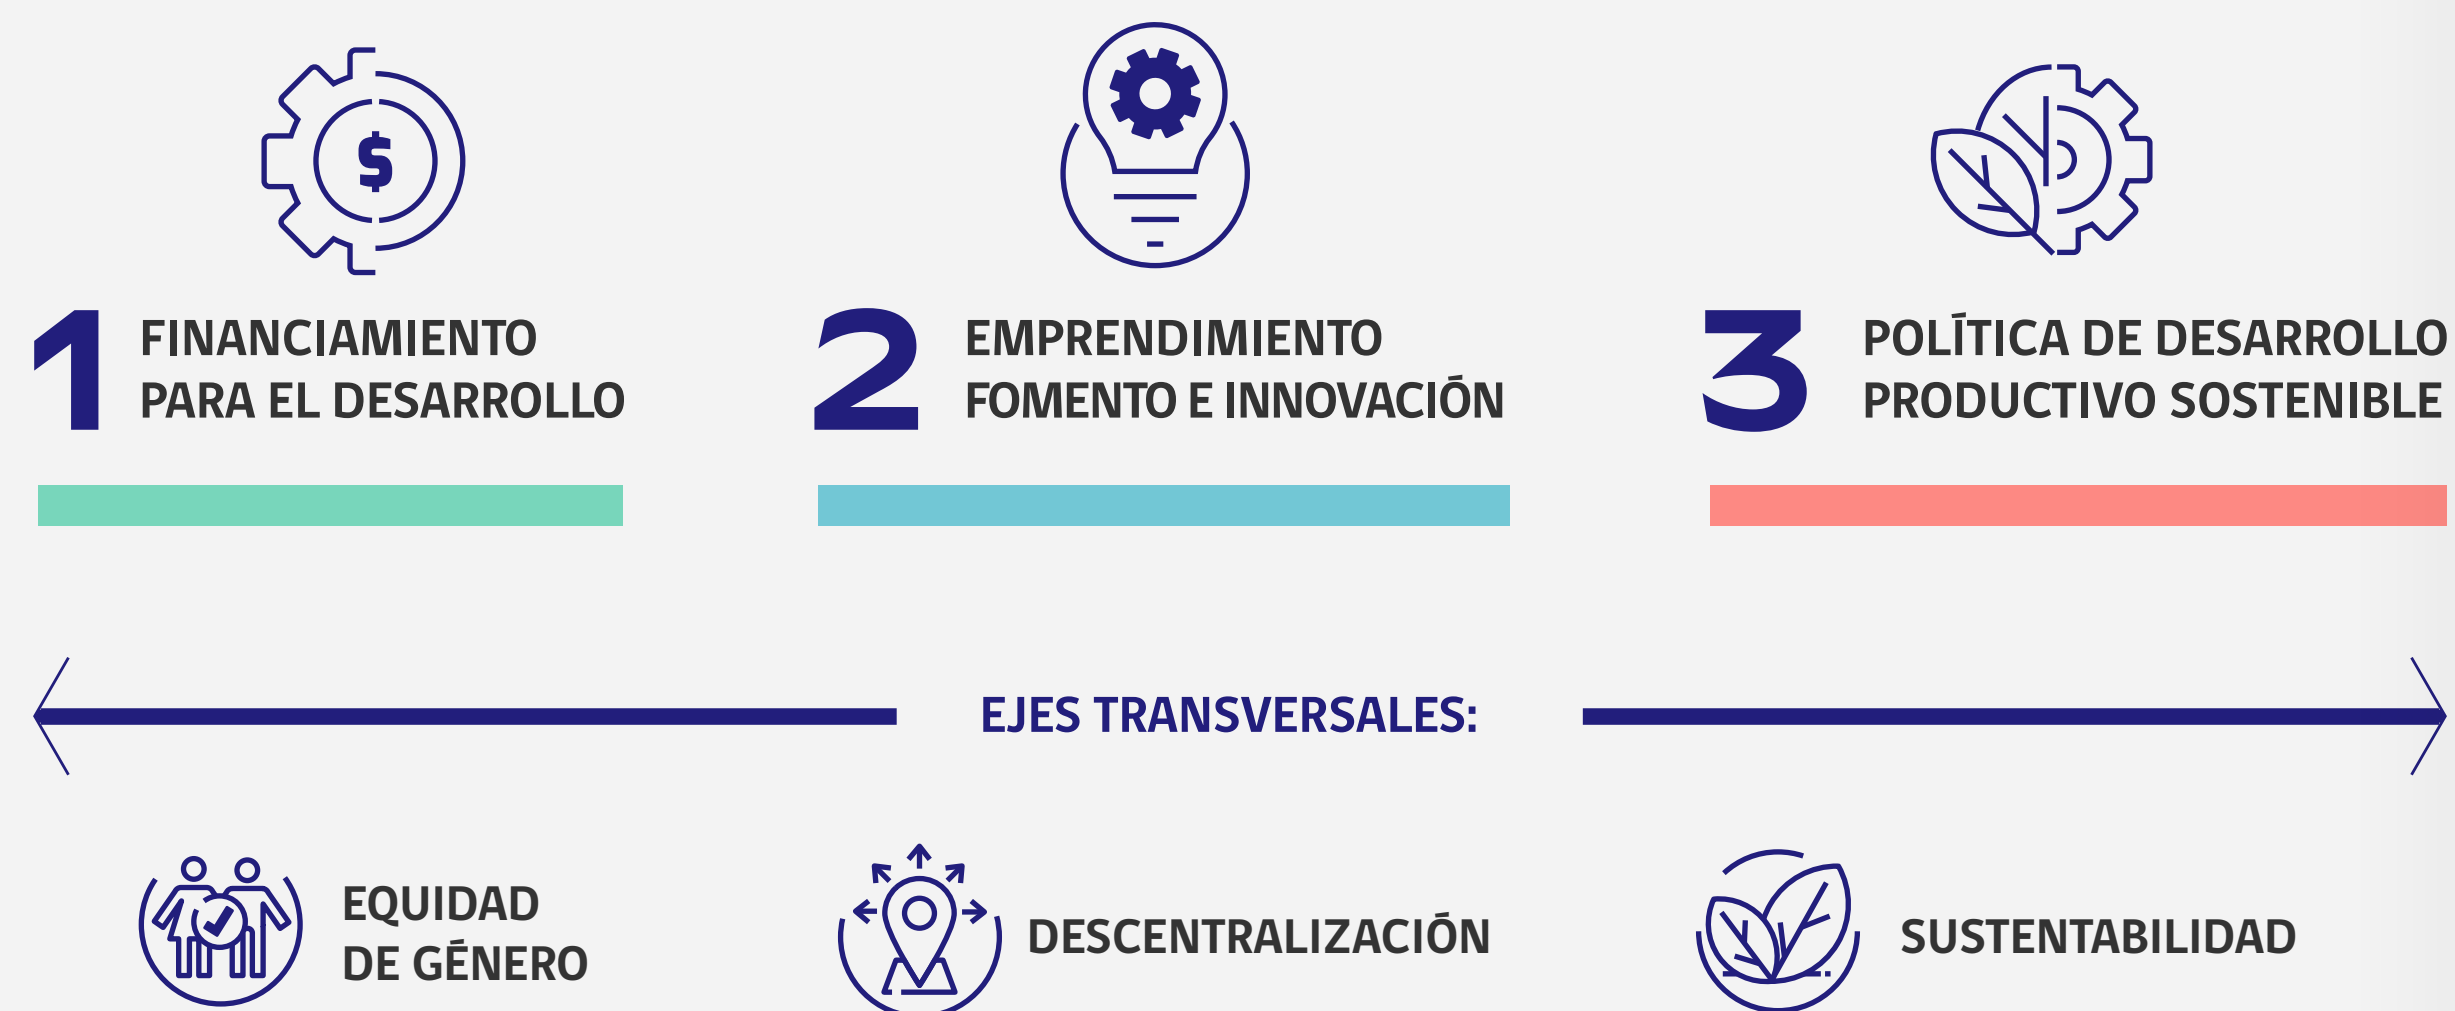 $
1 FINANCIAMIENTO
PARA EL DESARROLLO
2 EMPRENDIMIENTO
FOMENTO E INNOVACIÓN
3 POLÍTICA DE DESARROLLO
PRODUCTIVO SOSTENIBLE
EJES TRANSVERSALES:
EQUIDAD
DE GÉNERO
DESCENTRALIZACIÓN
SUSTENTABILIDAD